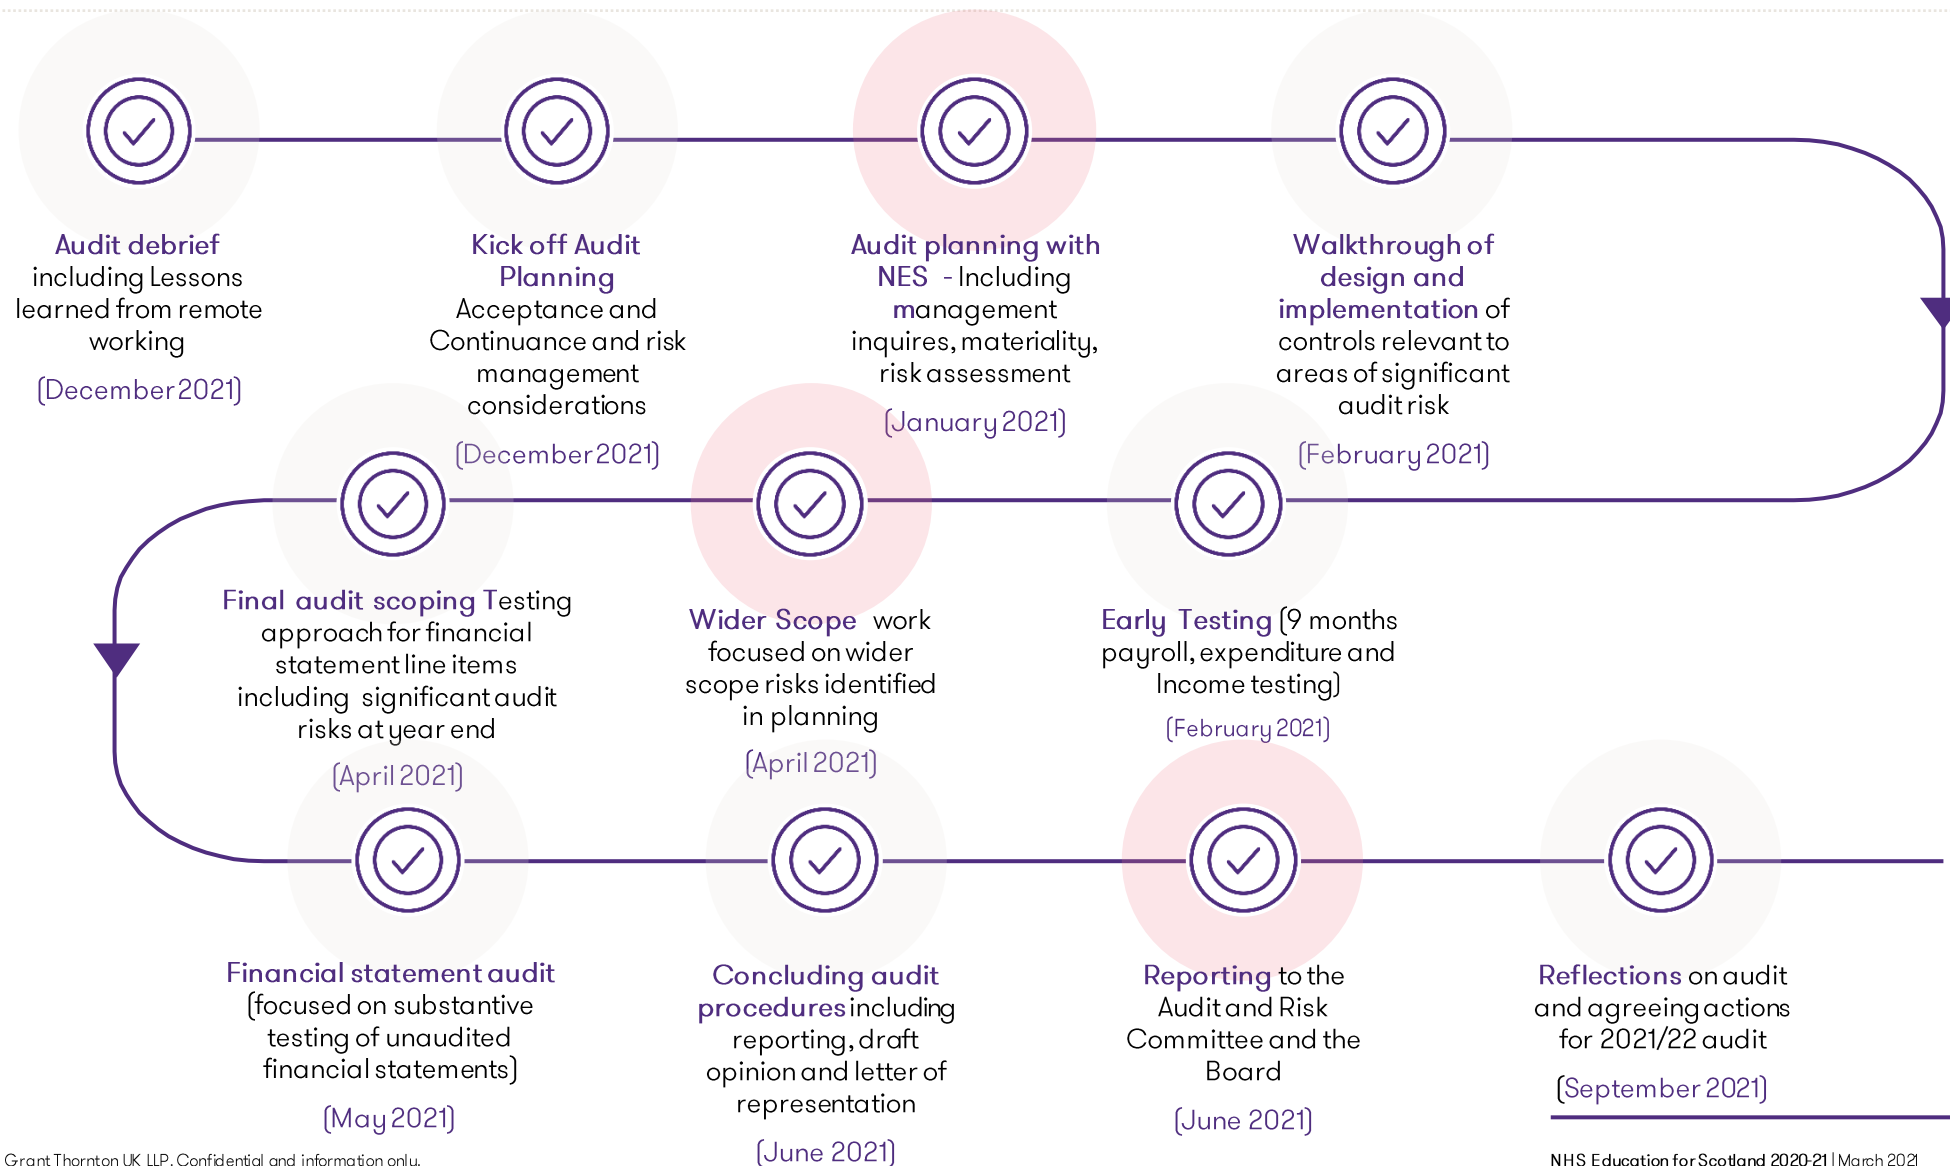 Audit debrief
including Lessons
learned from remote
working
(December 2021)
Kick off Audit
Planning
Acceptance and
Continuance and risk
management
considerations
(December 2021)
Audit planning with
NES - Including
management
inquires, materiality,
risk assessment
(January 2021)
Walkthrough of
design and
implementation of
controls relevant to
areas of significant
audit risk
(February 2021)
Early Testing (9 months
payroll, expenditure and
Income testing)
(February 2021)
Wider Scope work
focused on wider
scope risks identified
in planning
(April 2021)
Final audit scoping Testing
approach for financial
statement line items
including significant audit
risks at year end
(April 2021)
Financial statement audit
(focused on substantive
testing of unaudited
financial statements)
(May 2021)
Concluding audit
procedures including
reporting, draft
opinion and letter of
representation
(June 2021)
Reporting to the
Audit and Risk
Committee and the
Board
(June 2021)
Reflections on audit
and agreeing actions
for 2021/22 audit
(September 2021)
Grant Thornton UK LLP. Confidential and information only.
NHS Education for Scotland 2020-21 | March 2021